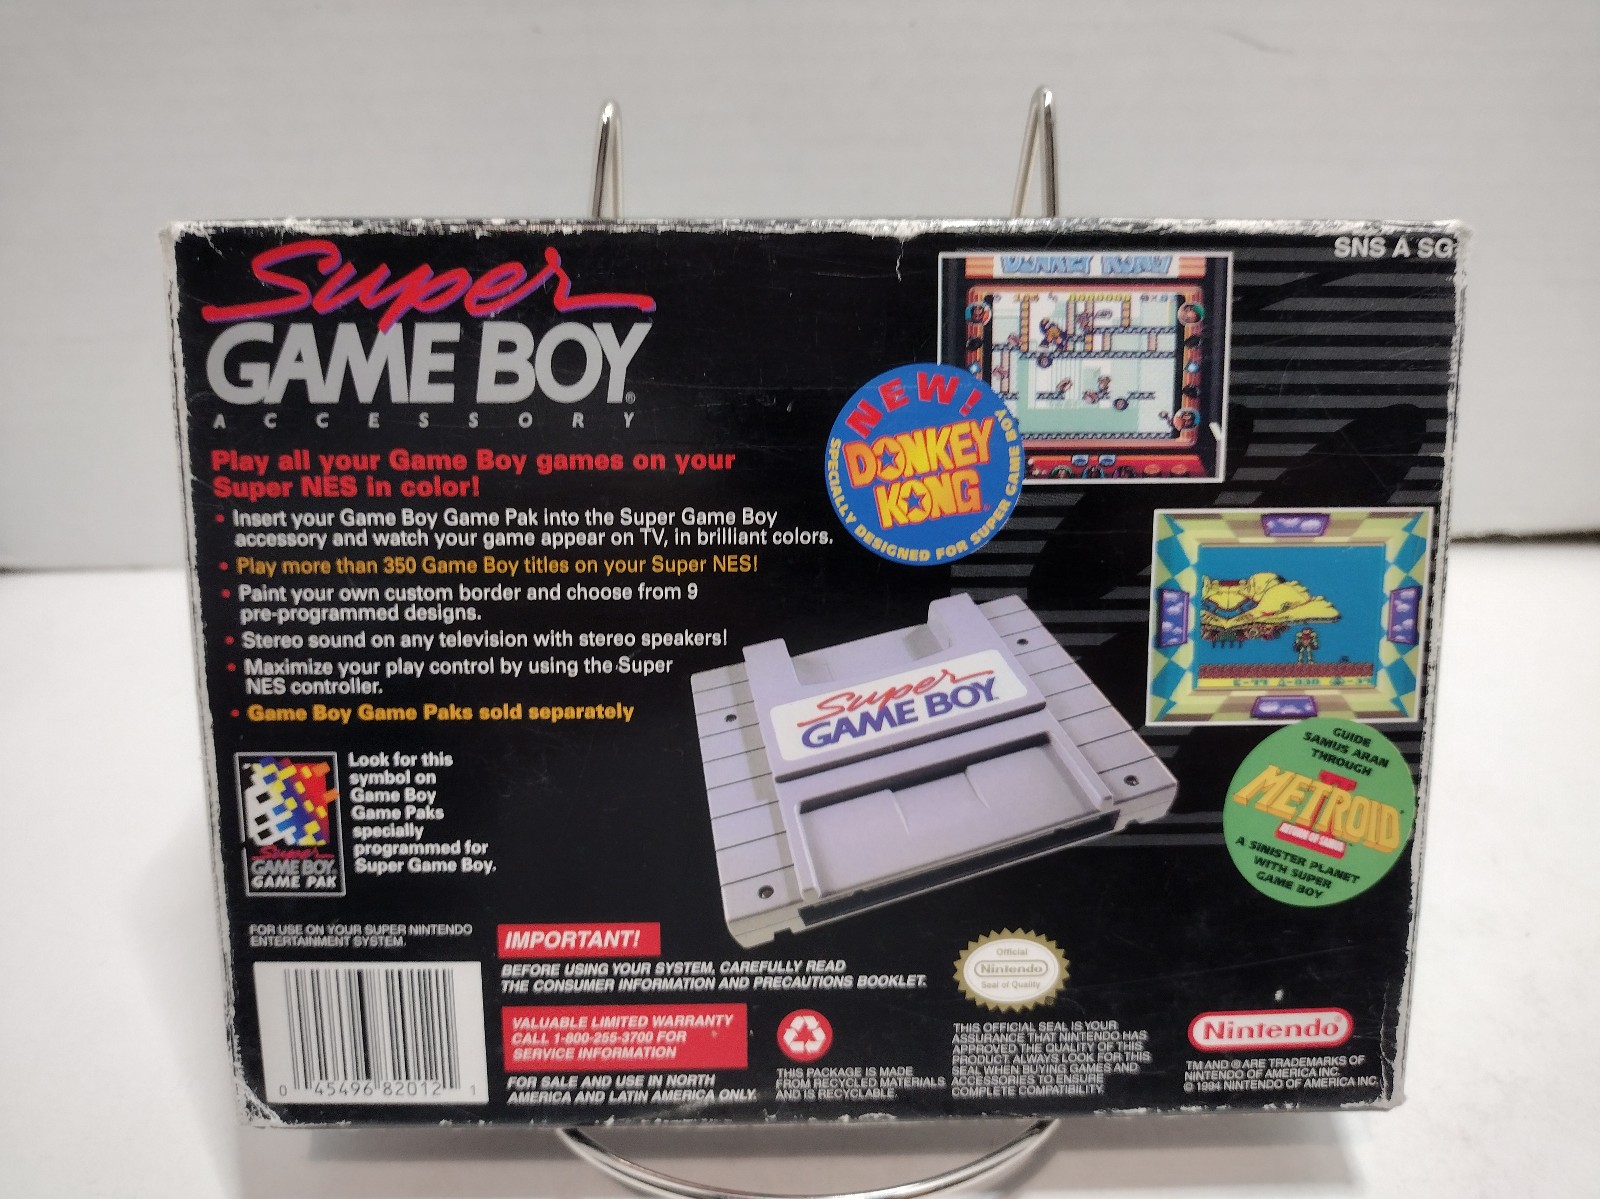 Super
GAME BOY®
ACCESSORY
Play all your Game Boy games on your
Super NES in color!
• Insert your Game Boy Game Pak into the Super Game Boy
accessory and watch your game appear on TV, in brilliant colors.
• Play more than 350 Game Boy titles on your Super NES!
• Paint your own custom border and choose from 9
pre-programmed designs.
• Stereo sound on any television with stereo speakers!
• Maximize your play control by using the Super
NES controller.
• Game Boy Game Paks sold separately
Super
GAME BOY
GAME PAK
Look for this
symbol on
Game Boy
Game Paks
specially
programmed for
Super Game Boy.
FOR USE ON YOUR SUPER NINTENDO
ENTERTAINMENT SYSTEM.
0 45496 82012 1
IMPORTANT!
BEFORE USING YOUR SYSTEM, CAREFULLY READ
THE CONSUMER INFORMATION AND PRECAUTIONS BOOKLET.
VALUABLE LIMITED WARRANTY
CALL 1-800-255-3700 FOR
SERVICE INFORMATION
FOR SALE AND USE IN NORTH
AMERICA AND LATIN AMERICA ONLY.
THIS PACKAGE IS MADE
FROM RECYCLED MATERIALS
AND IS RECYCLABLE.
SNS A SG
DONKEY KONG
NEW!
DONKEY
KONG
SPECIALLY DESIGNED FOR SUPER GAME BOY
Super
GAME BOY
GUIDE
SAMUS ARAN
THROUGH
METROID
RETURN OF SAMUS
A SINISTER PLANET
WITH SUPER
GAME BOY
Official
Nintendo
Seal of Quality
THIS OFFICIAL SEAL IS YOUR
ASSURANCE THAT NINTENDO HAS
APPROVED THE QUALITY OF THIS
PRODUCT. ALWAYS LOOK FOR THIS
SEAL WHEN BUYING GAMES AND
ACCESSORIES TO ENSURE
COMPLETE COMPATIBILITY.
Nintendo®
TM AND ® ARE TRADEMARKS OF
NINTENDO OF AMERICA INC.
© 1994 NINTENDO OF AMERICA INC.